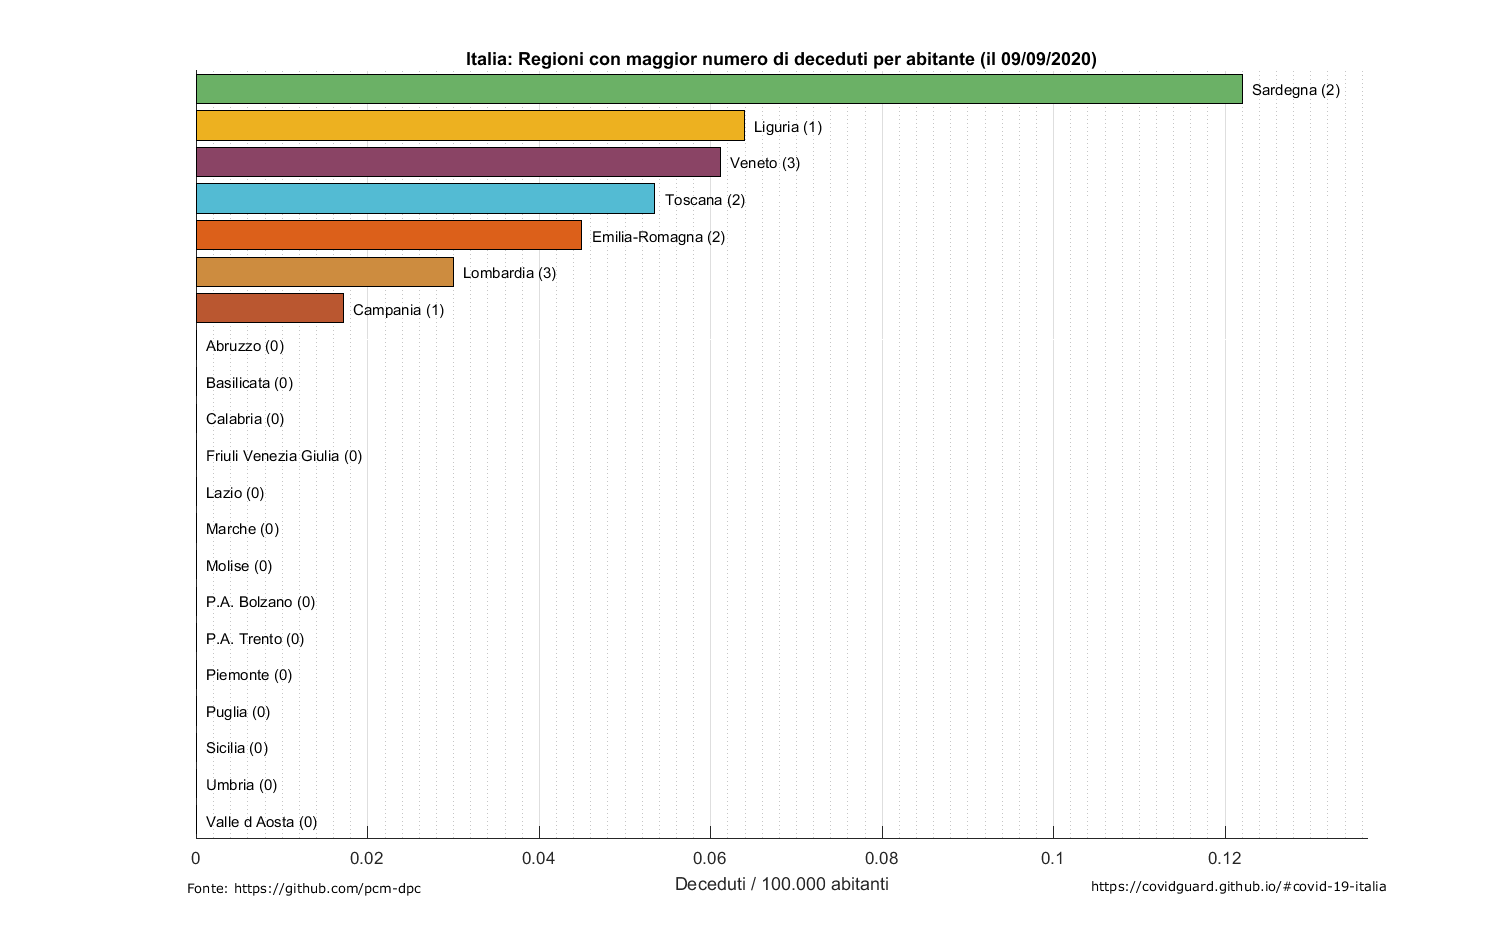 Italia: Regioni con maggior numero di deceduti per abitante (il 09/09/2020)
Sardegna (2)
Liguria (1)
Veneto (3)
Toscana (2)
Emilia-Romagna (2)
Lombardia (3)
Campania (1)
Abruzzo (0)
Basilicata (0)
Calabria (0)
Friuli Venezia Giulia (0)
Lazio (0)
Marche (0)
Molise (0)
P.A. Bolzano (0)
P.A. Trento (0)
Piemonte (0)
Puglia (0)
Sicilia (0)
Umbria (0)
Valle d Aosta (0)
0 0.02 0.04 0.06 0.08 0.1 0.12
Deceduti / 100.000 abitanti
Fonte: https://github.com/pcm-dpc
https://covidguard.github.io/#covid-19-italia